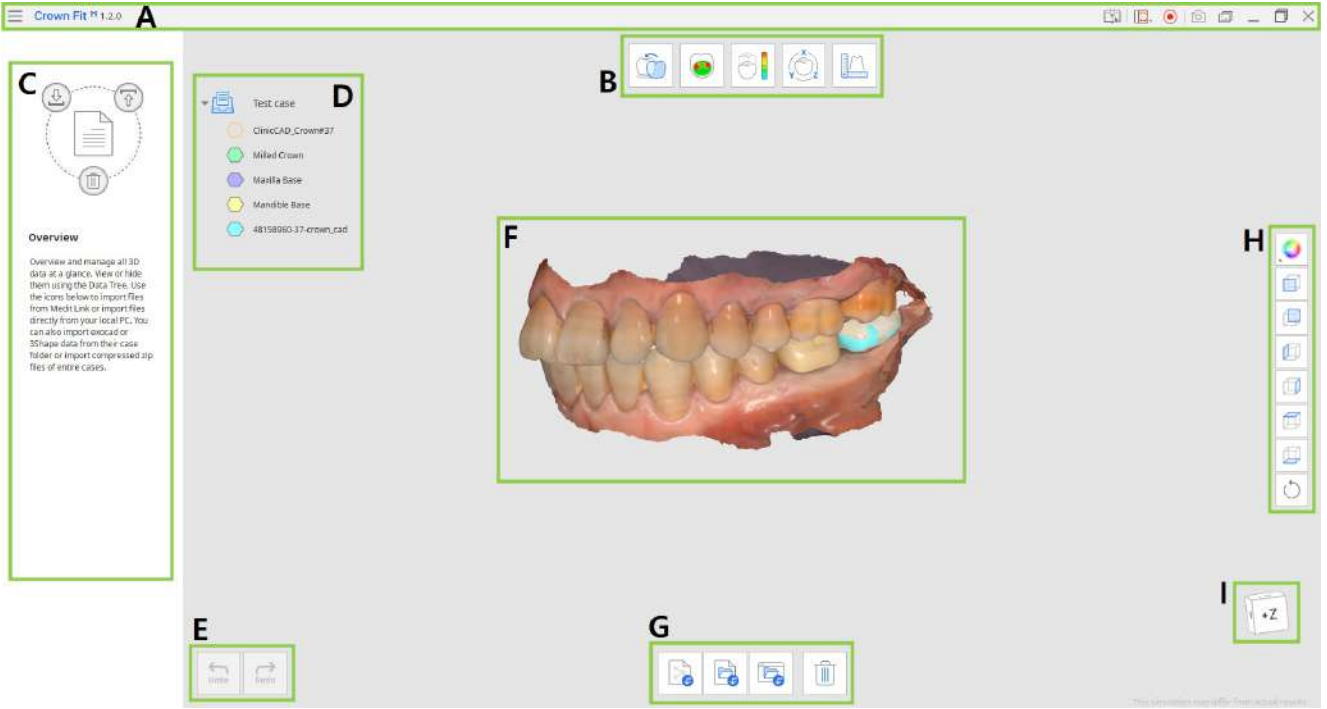 Crown Fit M 1.2.0
A
B
C
D
Test case
ClinicCAD_Crown#37
Milled Crown
Maxilla Base
Mandible Base
48158960-37-crown_cad
X
Y
Z
Overview
Overview and manage all 3D
data at a glance. View or hide
them using the Data Tree. Use
the icons below to import files
from Medit Link or import files
directly from your local PC. You
can also import exocad or
3Shape data from their case
folder or import compressed zip
files of entire cases.
F
H
I
+Z
E
Undo
Redo
G
This simulation may differ from actual results.